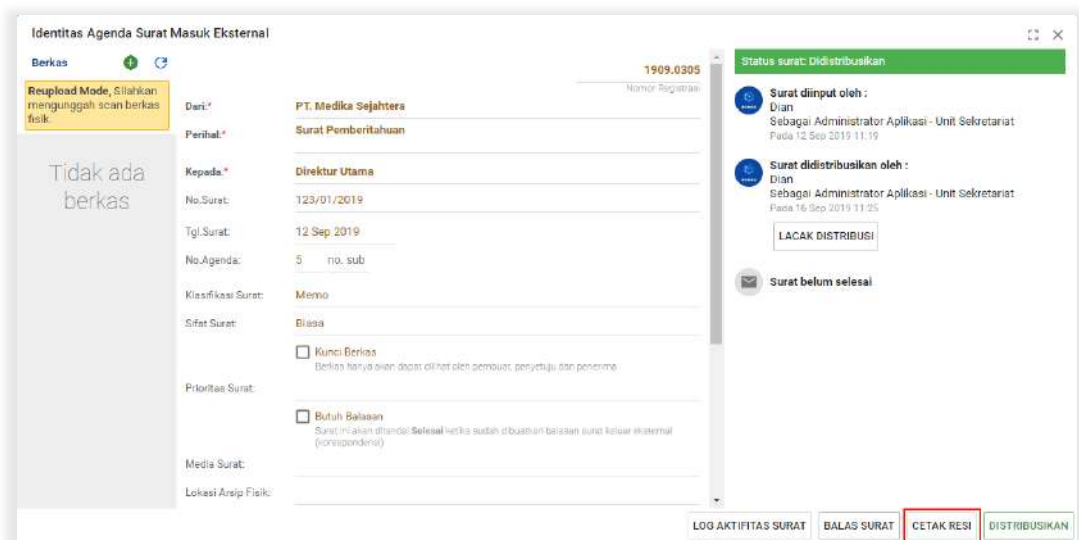 Identitas Agenda Surat Masuk Eksternal
Berkas
Reupload Mode, Silahkan
mengunggah scan berkas
fisik.
Tidak ada
berkas
1909.0305
Nomor Registrasi
Dari:* PT. Medika Sejahtera
Perihal:* Surat Pemberitahuan
Kepada:* Direktur Utama
No.Surat: 123/01/2019
Tgl.Surat: 12 Sep 2019
No.Agenda: 5 no. sub
Klasifikasi Surat: Memo
Sifat Surat: Biasa
Kunci Berkas
Berkas hanya akan dapat dilihat oleh pembuat, penyetuju dan penerima
Prioritas Surat:
Butuh Balasan
Surat ini akan ditandai Selesai ketika sudah dibuatkan balasan surat keluar eksternal
(korespondensi)
Media Surat:
Lokasi Arsip Fisik:
Status surat: Didistribusikan
Surat diinput oleh :
Dian
Sebagai Administrator Aplikasi - Unit Sekretariat
Pada 12 Sep 2019 11:19
Surat didistribusikan oleh :
Dian
Sebagai Administrator Aplikasi - Unit Sekretariat
Pada 16 Sep 2019 11:25
LACAK DISTRIBUSI
Surat belum selesai
LOG AKTIFITAS SURAT BALAS SURAT CETAK RESI DISTRIBUSIKAN